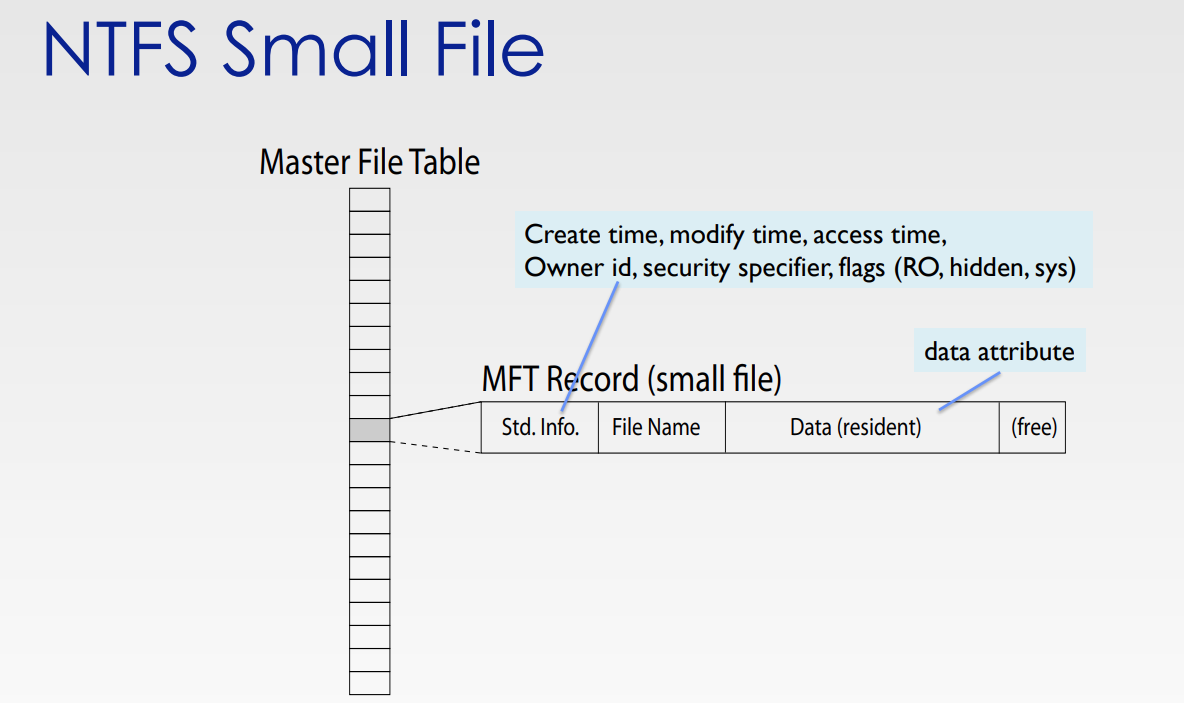 NTFS Small File
Master File Table
Create time, modify time, access time,
Owner id, security specifier, flags (RO, hidden, sys)
data attribute
MFT Record (small file)
Std. Info.
File Name
Data (resident)
(free)